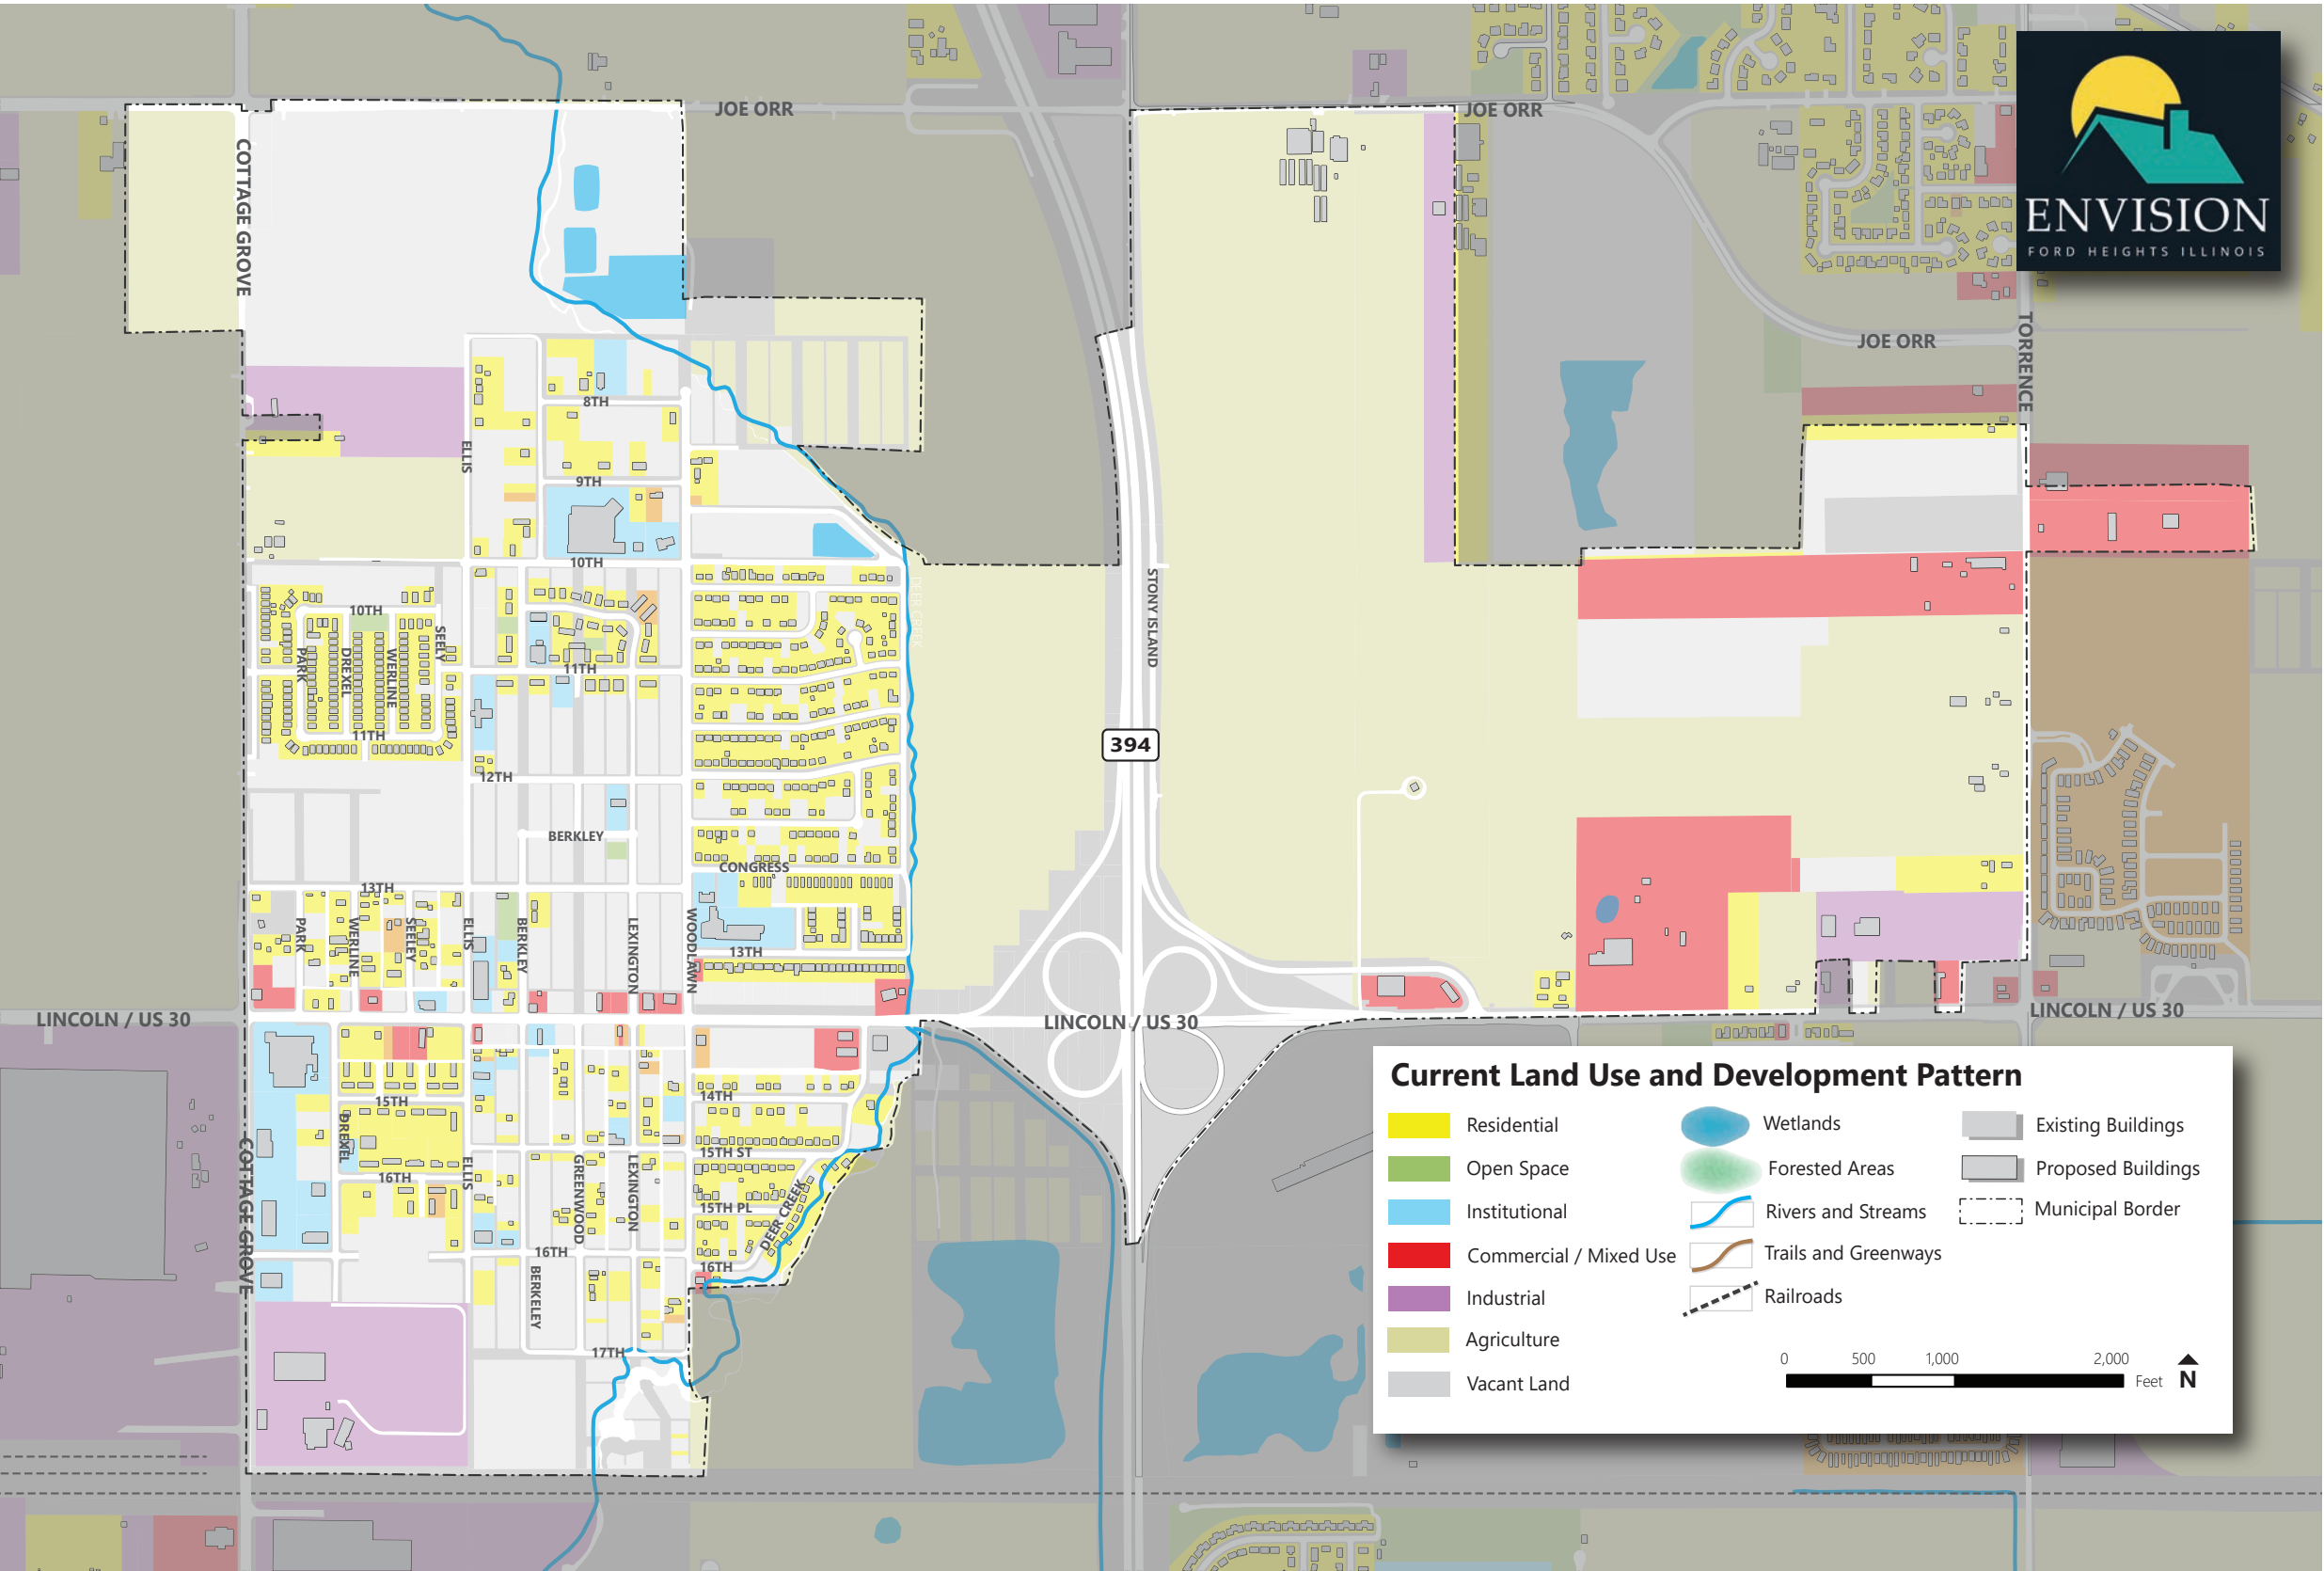 JOE ORR
JOE ORR
COTTAGE GROVE
ENVISION
FORD HEIGHTS ILLINOIS
JOE ORR
TORRENCE
8TH
ELLIS
9TH
10TH
STONY ISLAND
DEER CREEK
10TH
SEELY
PARK
DREXEL
WERLINE
11TH
11TH
394
12TH
BERKLEY
CONGRESS
13TH
PARK
WERLINE
SEELEY
ELLIS
BERKLEY
LEXINGTON
WOODLAWN
13TH
LINCOLN / US 30
LINCOLN / US 30
LINCOLN / US 30
14TH
15TH
DREXEL
COTTAGE GROVE
15TH ST
16TH
ELLIS
GREENWOOD
LEXINGTON
15TH PL
DEER CREEK
16TH
16TH
BERKELEY
17TH
Current Land Use and Development Pattern
Residential
Open Space
Institutional
Commercial / Mixed Use
Industrial
Agriculture
Vacant Land
Wetlands
Forested Areas
Rivers and Streams
Trails and Greenways
Railroads
Existing Buildings
Proposed Buildings
Municipal Border
0 500 1,000 2,000
Feet N